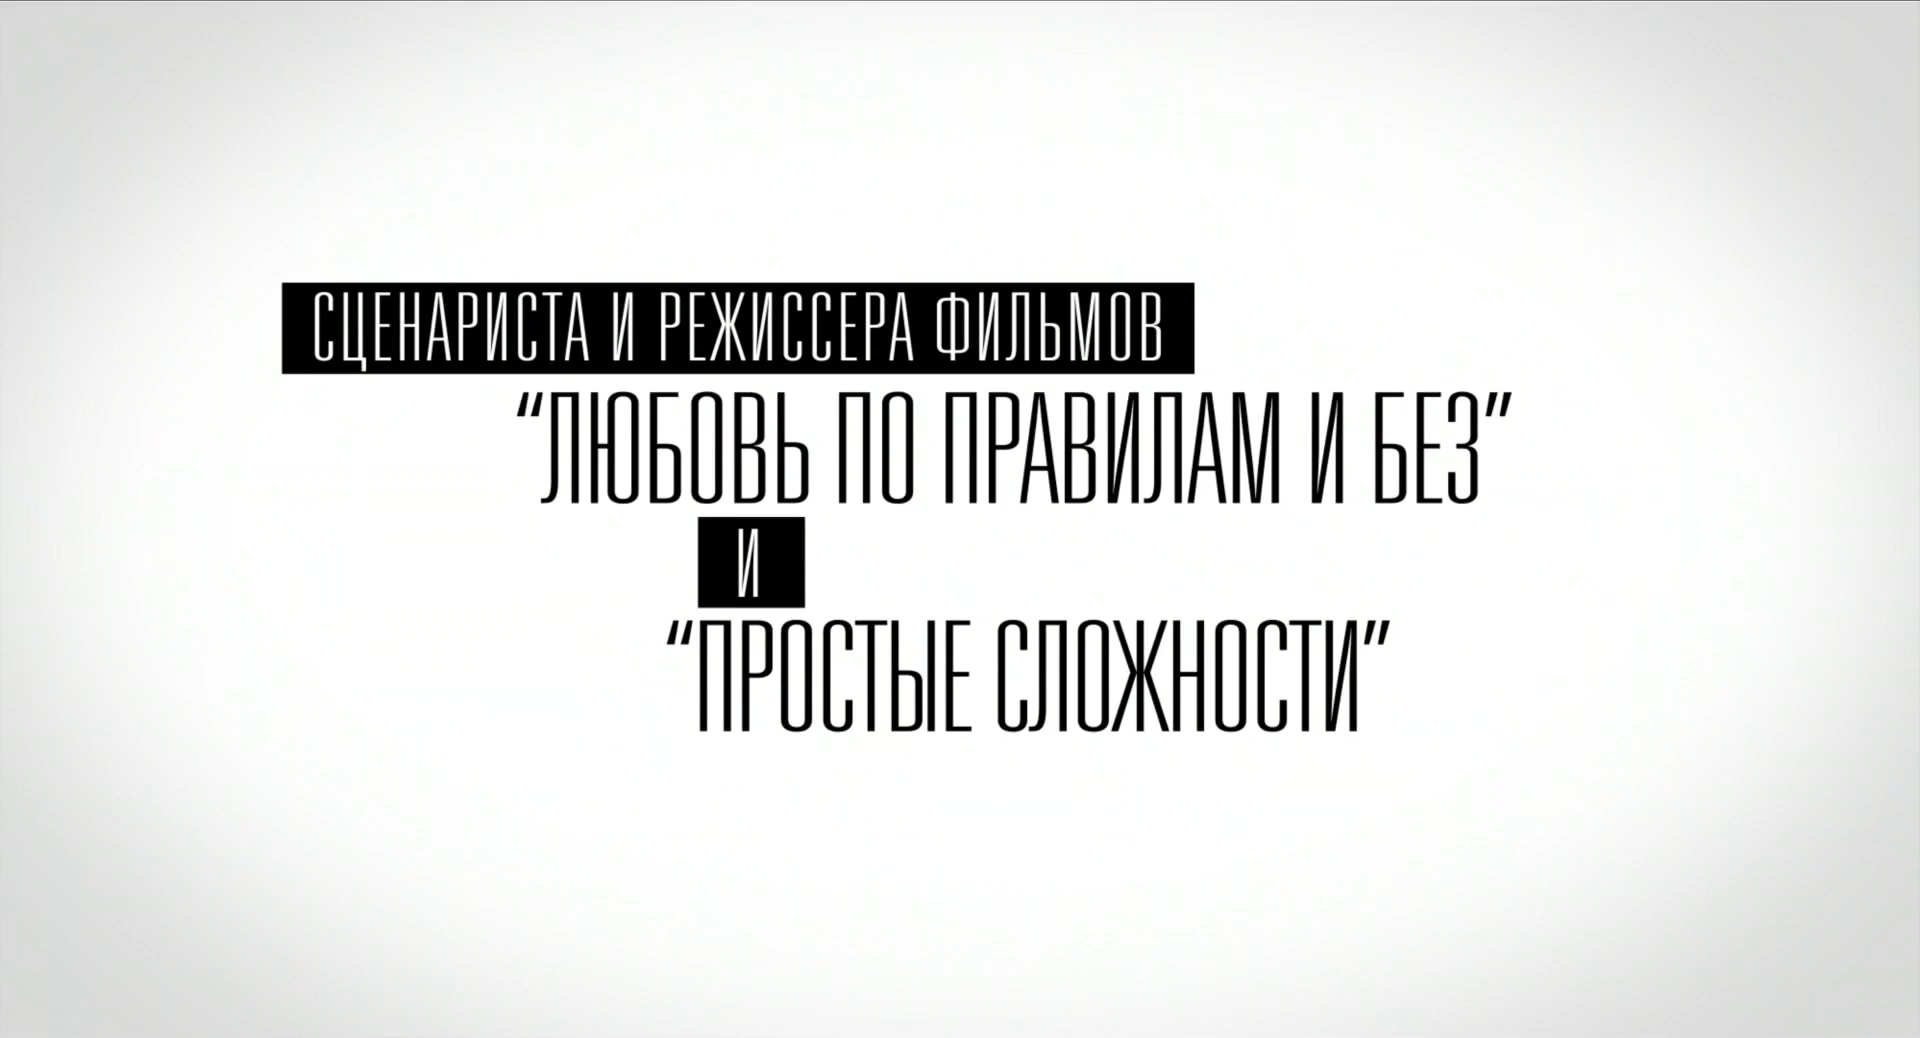 СЦЕНАРИСТА И РЕЖИССЕРА ФИЛЬМОВ
“ЛЮБОВЬ ПО ПРАВИЛАМ И БЕЗ”
И
“ПРОСТЫЕ СЛОЖНОСТИ”